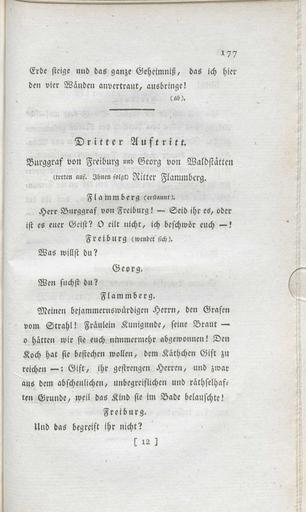 177
Erde steige und das ganze Geheimniß, das ich hier
den vier Wänden anvertraut, ausbringe!
(ab).
Dritter Auftritt.
Burggraf von Freiburg und Georg von Waldstätten
(treten auf. Ihnen folgt) Ritter Flammberg.
Flammberg (erstaunt).
Herr Burggraf von Freiburg! — Seid ihr es, oder
ist es euer Geist? O eilt nicht, ich beschwör euch —!
Freiburg (wendet sich).
Was willst du?
Georg.
Wen suchst du?
Flammberg.
Meinen bejammernswürdigen Herrn, den Grafen
vom Strahl! Fräulein Kunigunde, seine Braut —
o hätten wir sie euch nimmermehr abgewonnen! Den
Koch hat sie bestechen wollen, dem Käthchen Gift zu
reichen —: Gift, ihr gestrengen Herren, und zwar
aus dem abscheulichen, unbegreiflichen und räthselhaf-
ten Grunde, weil das Kind sie im Bade belauschte!
Freiburg.
Und das begreift ihr nicht?
[ 12 ]